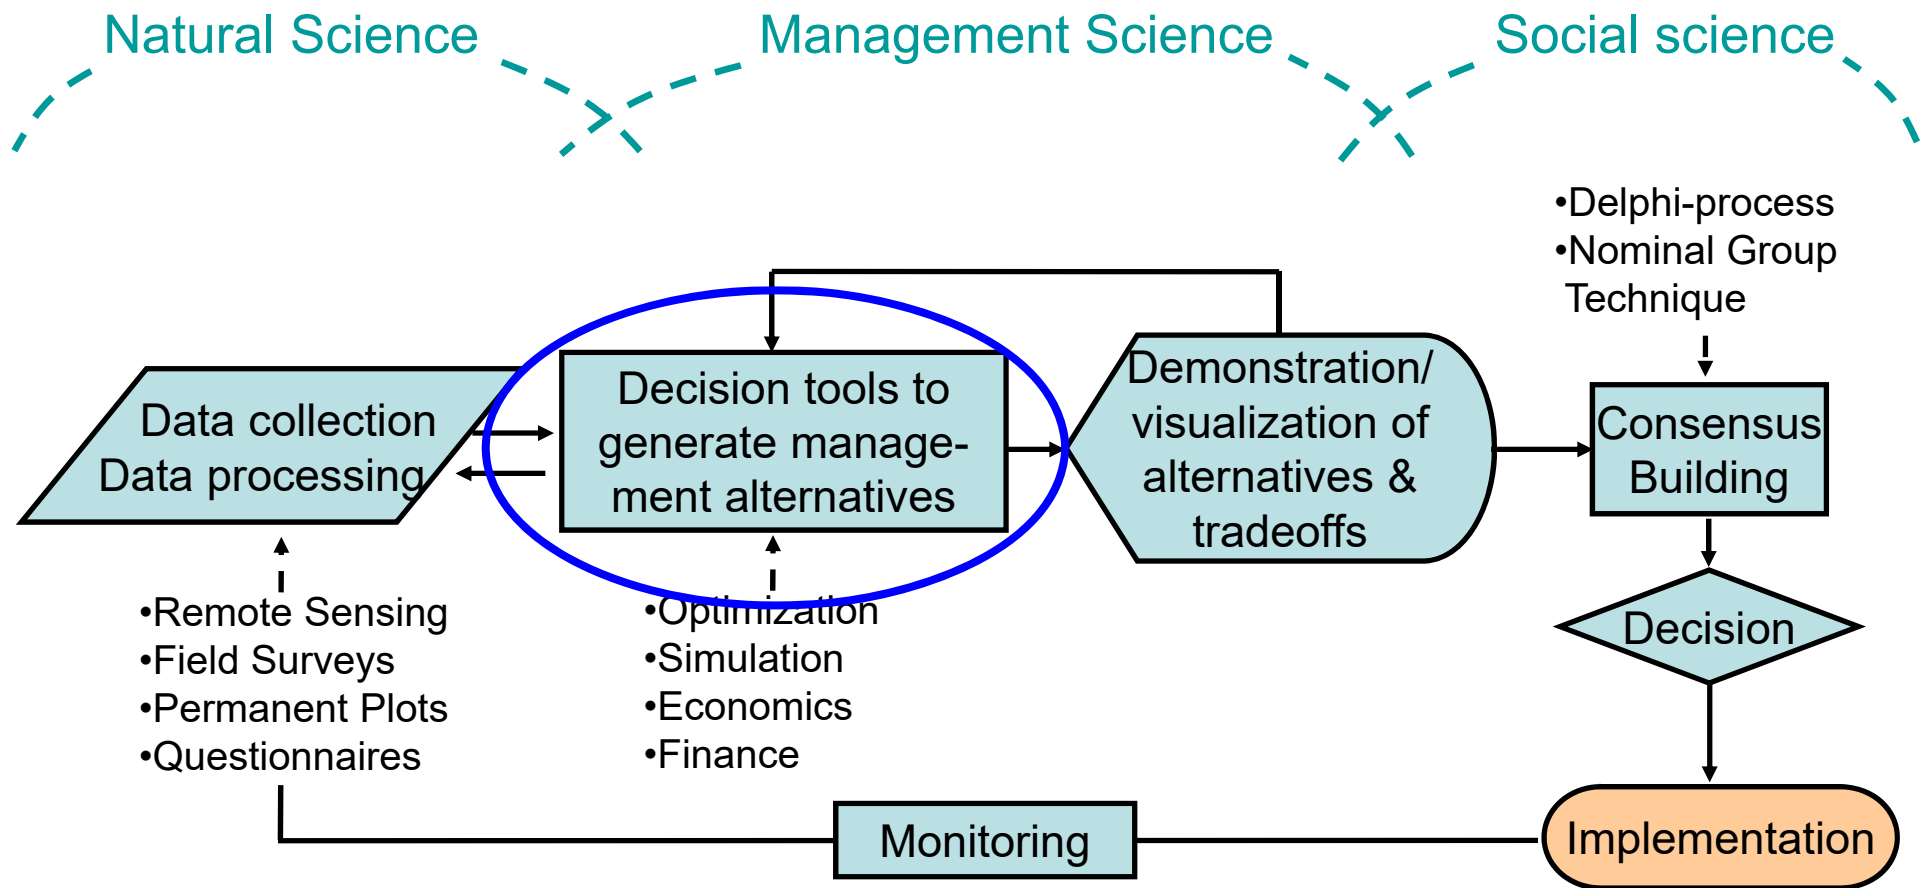 Natural Science
Management Science
Social science
•Delphi-process
•Nominal Group
Technique
Data collection
Data processing
Decision tools to
generate manage-
ment alternatives
Demonstration/
visualization of
alternatives &
tradeoffs
Consensus
Building
•Remote Sensing
•Field Surveys
•Permanent Plots
•Questionnaires
•Optimization
•Simulation
•Economics
•Finance
Decision
Monitoring
Implementation